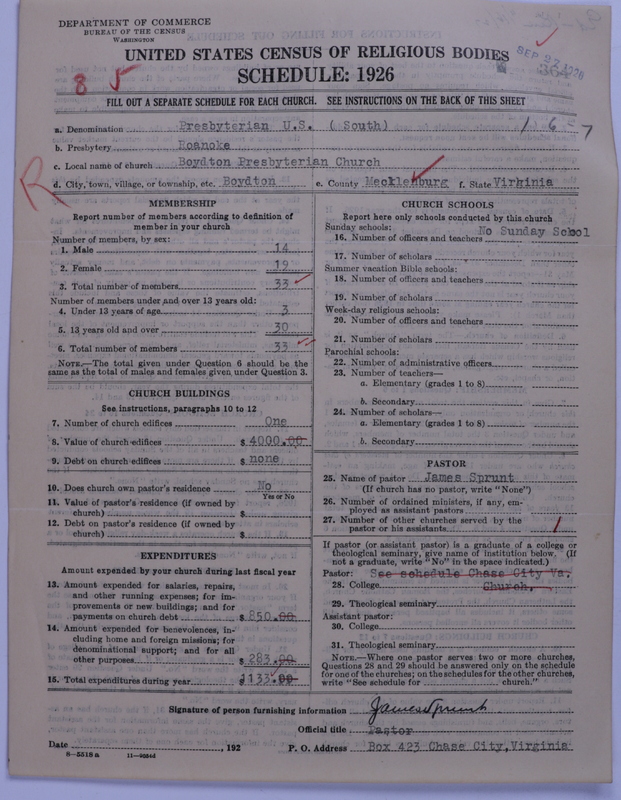 DEPARTMENT OF COMMERCE
BUREAU OF THE CENSUS
WASHINGTON
UNITED STATES CENSUS OF RELIGIOUS BODIES
SCHEDULE: 1926
SEP 22 1926
364
8 5
FILL OUT A SEPARATE SCHEDULE FOR EACH CHURCH. SEE INSTRUCTIONS ON THE BACK OF THIS SHEET
a. Denomination Presbyterian U.S. (South) 1-6-7
b. Presbytery Roanoke
c. Local name of church Boydton Presbyterian Church
R
d. City, town, village, or township, etc. Boydton e. County Mecklenburg f. State Virhinia
MEMBERSHIP
Report number of members according to definition of
member in your church
Number of members, by sex:
1. Male 14
2. Female 19
3. Total number of members 33
Number of members under and over 13 years old:
4. Under 13 years of age 3
5. 13 years old and over 30
6. Total number of members 33
NOTE.—The total given under Question 6 should be the
same as the total of males and females given under Question 3.
CHURCH BUILDINGS
See instructions, paragraphs 10 to 12
7. Number of church edifices One
8. Value of church edifices $4000.00
9. Debt on church edifices $ none
10. Does church own pastor's residence No
Yes or No
11. Value of pastor's residence (if owned by
church) $
12. Debt on pastor's residence (if owned by
church) $
EXPENDITURES
Amount expended by your church during last fiscal year
13. Amount expended for salaries, repairs,
and other running expenses; for im-
provements or new buildings; and for
payments on church debt $ 850.00
14. Amount expended for benevolences, in-
cluding home and foreign missions; for
denominational support; and for all
other purposes $ 283.00
15. Total expenditures during year $1133.00
CHURCH SCHOOLS
Report here only schools conducted by this church
Sunday schools: No Sunday Scbol
16. Number of officers and teachers
17. Number of scholars
Summer vacation Bible schools:
18. Number of officers and teachers
19. Number of scholars
Week-day religious schools:
20. Number of officers and teachers
21. Number of scholars
Parochial schools:
22. Number of administrative officers
23. Number of teachers—
a. Elementary (grades 1 to 8)
b. Secondary
24. Number of scholars—
a. Elementary (grades 1 to 8)
b. Secondary
PASTOR
25. Name of pastor James Sprunt
(If church has no pastor, write "None")
26. Number of ordained ministers, if any, em-
ployed as assistant pastors
27. Number of other churches served by the
pastor or his assistants 1
If pastor (or assistant pastor) is a graduate of a college or
theological seminary, give name of institution below. (If
not a graduate, write "No" in the space indicated.)
Pastor: See schedule Chase City Va.
28. College Church.
29. Theological seminary
Assistant pastor:
30. College
31. Theological seminary
NOTE.—Where one pastor serves two or more churches,
Questions 28 and 29 should be answered only on the schedule
for one of the churches; on the schedules for the other churches,
write "See schedule for church."
Signature of person furnishing information James Sprunt
Official title Pastor
Date , 192 P. O. Address Box 423 Chase City, Virginia
8—5518 a